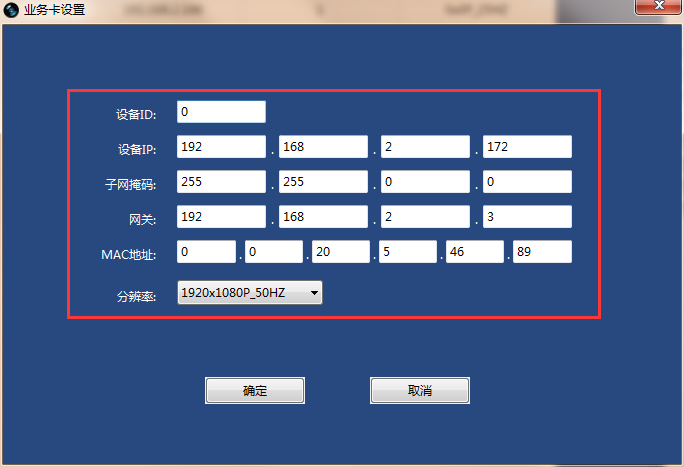 业务卡设置
设备ID: 0
设备IP: 192 . 168 . 2 . 172
子网掩码: 255 . 255 . 0 . 0
网关: 192 . 168 . 2 . 3
MAC地址: 0 . 0 . 20 . 5 . 46 . 89
分辨率: 1920x1080P_50HZ
确定 取消